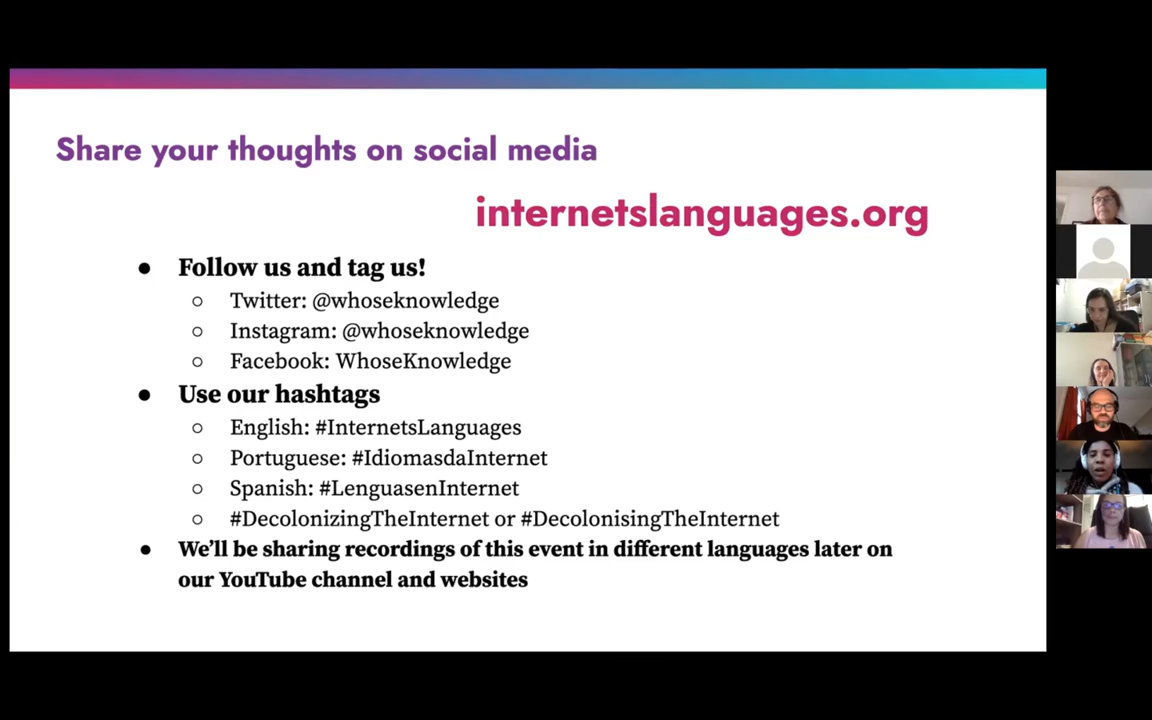 Share your thoughts on social media
internetslanguages.org
● Follow us and tag us!
○ Twitter: @whoseknowledge
○ Instagram: @whoseknowledge
○ Facebook: WhoseKnowledge
● Use our hashtags
○ English: #InternetsLanguages
○ Portuguese: #IdiomasdaInternet
○ Spanish: #LenguasenInternet
○ #DecolonizingTheInternet or #DecolonisingTheInternet
● We’ll be sharing recordings of this event in different languages later on
our YouTube channel and websites